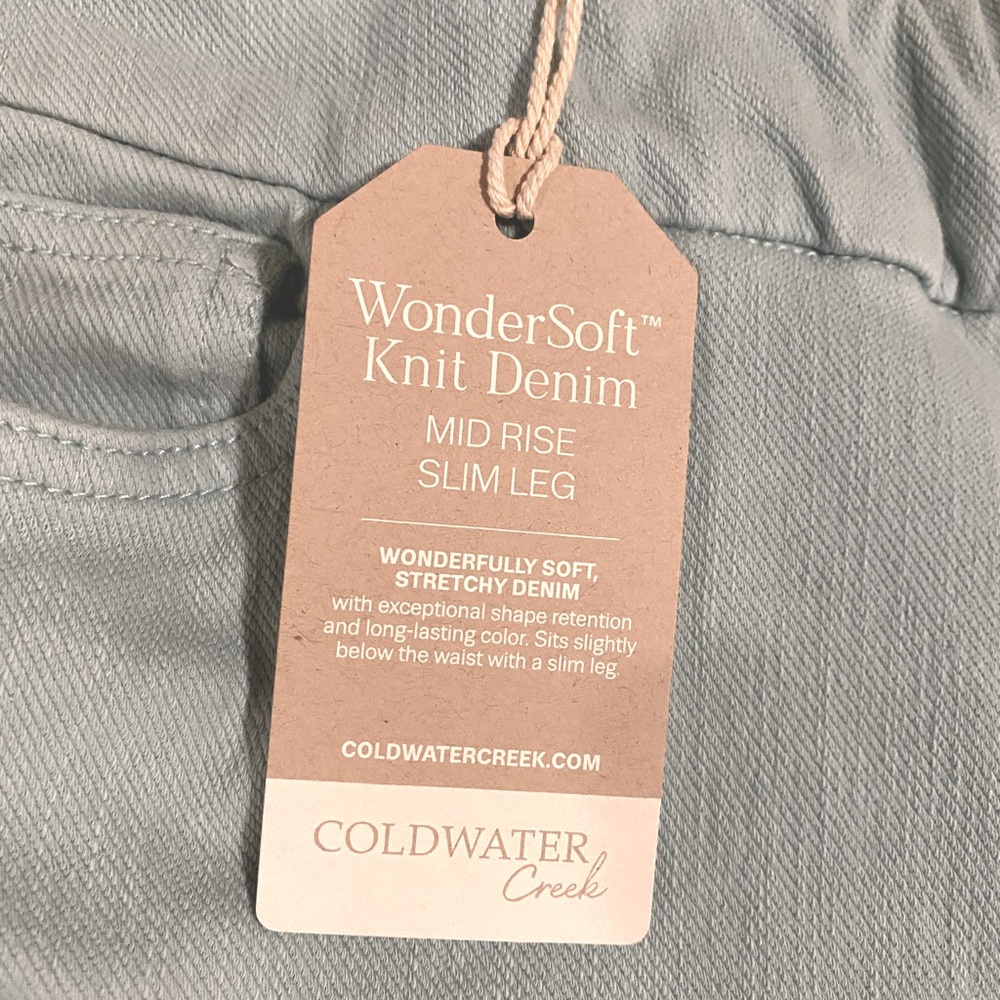 WonderSoft™
Knit Denim
MID RISE
SLIM LEG
WONDERFULLY SOFT,
STRETCHY DENIM
with exceptional shape retention
and long-lasting color. Sits slightly
below the waist with a slim leg.
COLDWATERCREEK.COM
COLDWATER
Creek